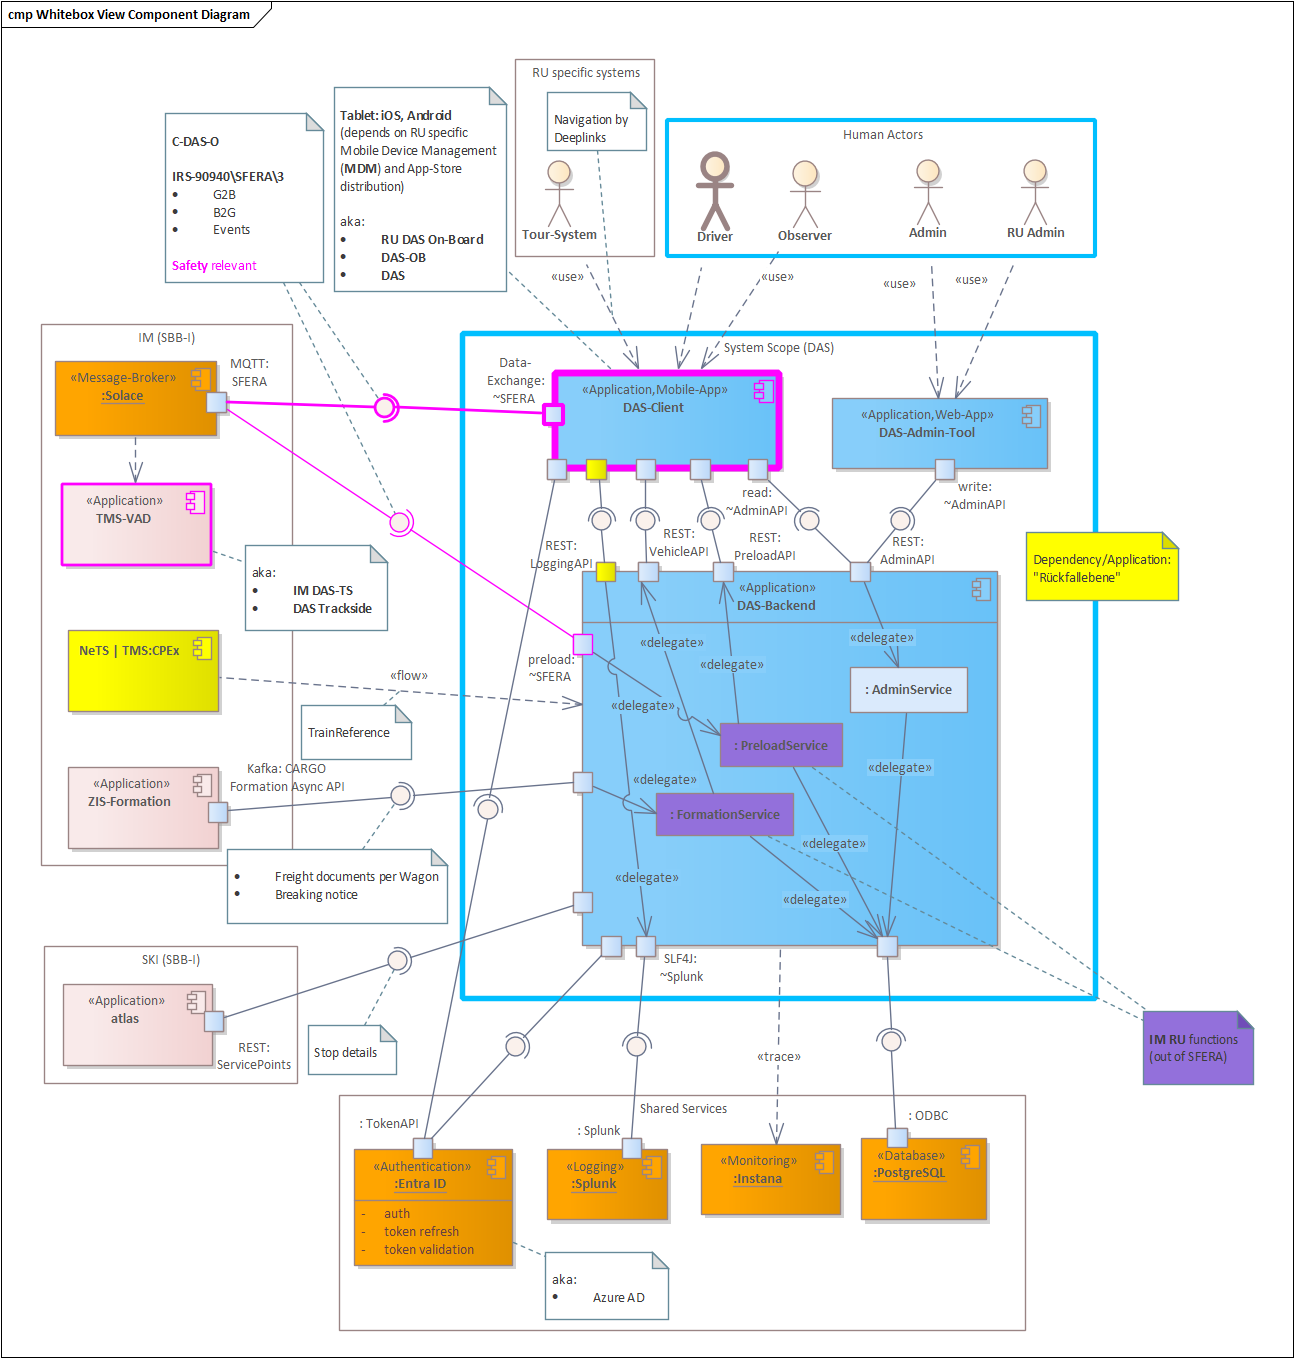 cmp Whitebox View Component Diagram
RU specific systems
Navigation by
Deeplinks
Tour-System
Human Actors
Driver
Observer
Admin
RU Admin
C-DAS-O
IRS-90940\SFERA\3
• G2B
• B2G
• Events
Safety relevant
Tablet: iOS, Android
(depends on RU specific
Mobile Device Management
(MDM) and App-Store
distribution)
aka:
• RU DAS On-Board
• DAS-OB
• DAS
«use»
«use»
«use»
«use»
IM (SBB-I)
«Message-Broker»
:Solace
MQTT:
SFERA
«Application»
TMS-VAD
aka:
• IM DAS-TS
• DAS Trackside
NeTS | TMS:CPEx
«flow»
TrainReference
«Application»
ZIS-Formation
Kafka: CARGO
Formation Async API
• Freight documents per Wagon
• Breaking notice
System Scope (DAS)
Data-
Exchange:
~SFERA
«Application,Mobile-App»
DAS-Client
«Application,Web-App»
DAS-Admin-Tool
read:
~AdminAPI
write:
~AdminAPI
REST:
LoggingAPI
REST:
VehicleAPI
REST:
PreloadAPI
REST:
AdminAPI
Dependency/Application:
"Rückfallebene"
«Application»
DAS-Backend
preload:
~SFERA
«delegate»
«delegate»
«delegate»
«delegate»
: AdminService
: PreloadService
«delegate»
«delegate»
: FormationService
«delegate»
«delegate»
«delegate»
SLF4J:
~Splunk
SKI (SBB-I)
«Application»
atlas
REST:
ServicePoints
Stop details
IM RU functions
(out of SFERA)
«trace»
Shared Services
: TokenAPI
: Splunk
: ODBC
«Authentication»
:Entra ID
- auth
- token refresh
- token validation
«Logging»
:Splunk
«Monitoring»
:Instana
«Database»
:PostgreSQL
aka:
• Azure AD